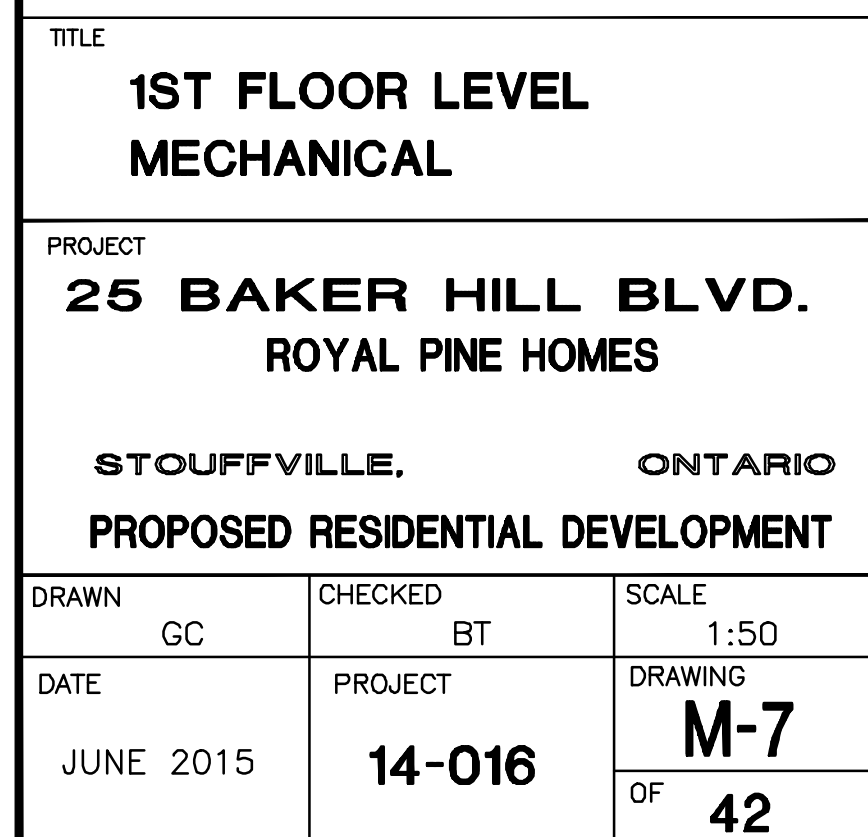 TITLE
1ST FLOOR LEVEL
MECHANICAL
PROJECT
25 BAKER HILL BLVD.
ROYAL PINE HOMES
STOUFFVILLE, ONTARIO
PROPOSED RESIDENTIAL DEVELOPMENT
DRAWN
GC
CHECKED
BT
SCALE
1:50
DATE
JUNE 2015
PROJECT
14-016
DRAWING
M-7
OF
42